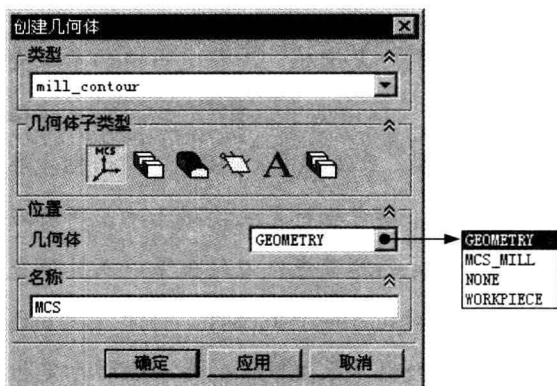 创建几何体
类型
mill_contour
几何体子类型
MCS
A
位置
几何体 GEOMETRY
GEOMETRY
MCS_MILL
NONE
WORKPIECE
名称
MCS
确定 应用 取消